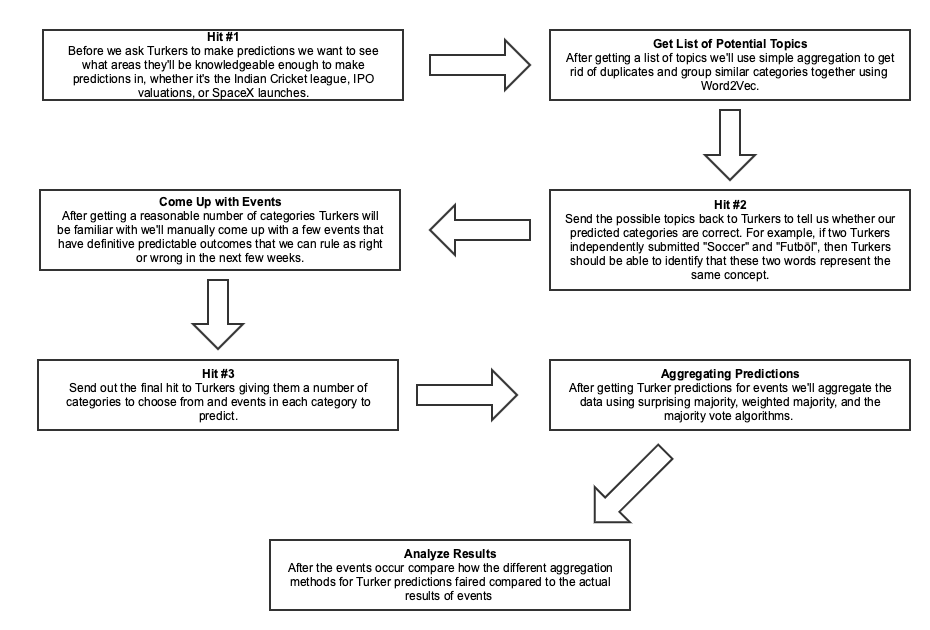 Hit #1
Before we ask Turkers to make predictions we want to see
what areas they'll be knowledgeable enough to make
predictions in, whether it's the Indian Cricket league, IPO
valuations, or SpaceX launches.
Get List of Potential Topics
After getting a list of topics we'll use simple aggregation to get
rid of duplicates and group similar categories together using
Word2Vec.
Hit #2
Send the possible topics back to Turkers to tell us whether our
predicted categories are correct. For example, if two Turkers
independently submitted "Soccer" and "Futbōl", then Turkers
should be able to identify that these two words represent the
same concept.
Come Up with Events
After getting a reasonable number of categories Turkers will
be familiar with we'll manually come up with a few events that
have definitive predictable outcomes that we can rule as right
or wrong in the next few weeks.
Hit #3
Send out the final hit to Turkers giving them a number of
categories to choose from and events in each category to
predict.
Aggregating Predictions
After getting Turker predictions for events we'll aggregate the
data using surprising majority, weighted majority, and the
majority vote algorithms.
Analyze Results
After the events occur compare how the different aggregation
methods for Turker predictions faired compared to the actual
results of events